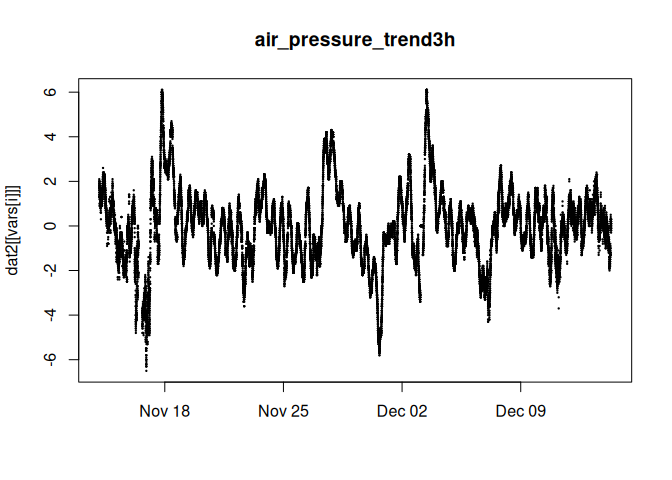 air_pressure_trend3h
dat2[[vars[i]]]
6
4
2
0
-2
-4
-6
Nov 18
Nov 25
Dec 02
Dec 09